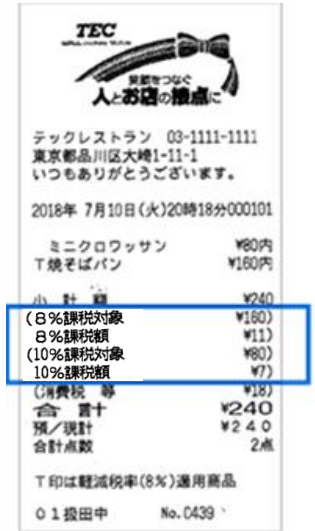 TEC
笑顔をつなぐ
人とお店の接点に
テックレストラン 03-1111-1111
東京都品川区大崎1-11-1
いつもありがとうございます。
2018年 7月10日(火)20時18分000101
ミニクロワッサン ¥80内
T焼そばパン ¥160内
小計額 ¥240
(8%課税対象 ¥160)
8%課税額 ¥11)
(10%課税対象 ¥80)
10%課税額 ¥7)
(消費税 等 ¥18)
合計 ¥240
預/現計 ¥240
合計点数 2点
T印は軽減税率(8%)適用商品
01扱田中 No.0439